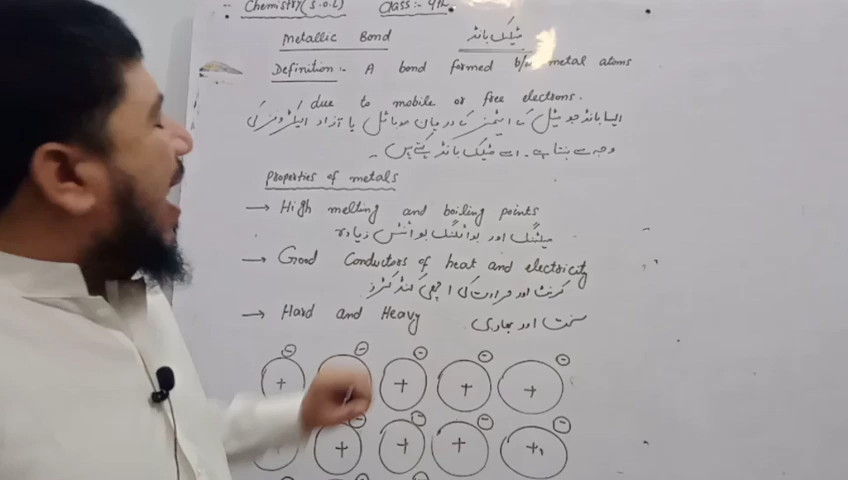 Chemistry (S.O.L) Class:- 9th.
Metallic Bond میٹلک بانڈ
Definition:- A bond formed b/w metal atoms
due to mobile or free electrons.
ایسا بانڈ جو میٹل کے ایٹمز کے درمیان موبائل یا آزاد الیکٹرونز کی
وجہ سے بنتا ہے۔ اسے میٹلک بانڈ کہتے ہیں۔
Properties of metals
→ High melting and boiling points
میلٹنگ اور بوائلنگ پوائنٹس زیادہ
→ Good conductors of heat and electricity
کرنٹ اور حرارت کی اچھی کنڈکٹرز
→ Hard and Heavy سخت اور بھاری
- - - - -
+ + + + +
- - - -
+ + + +